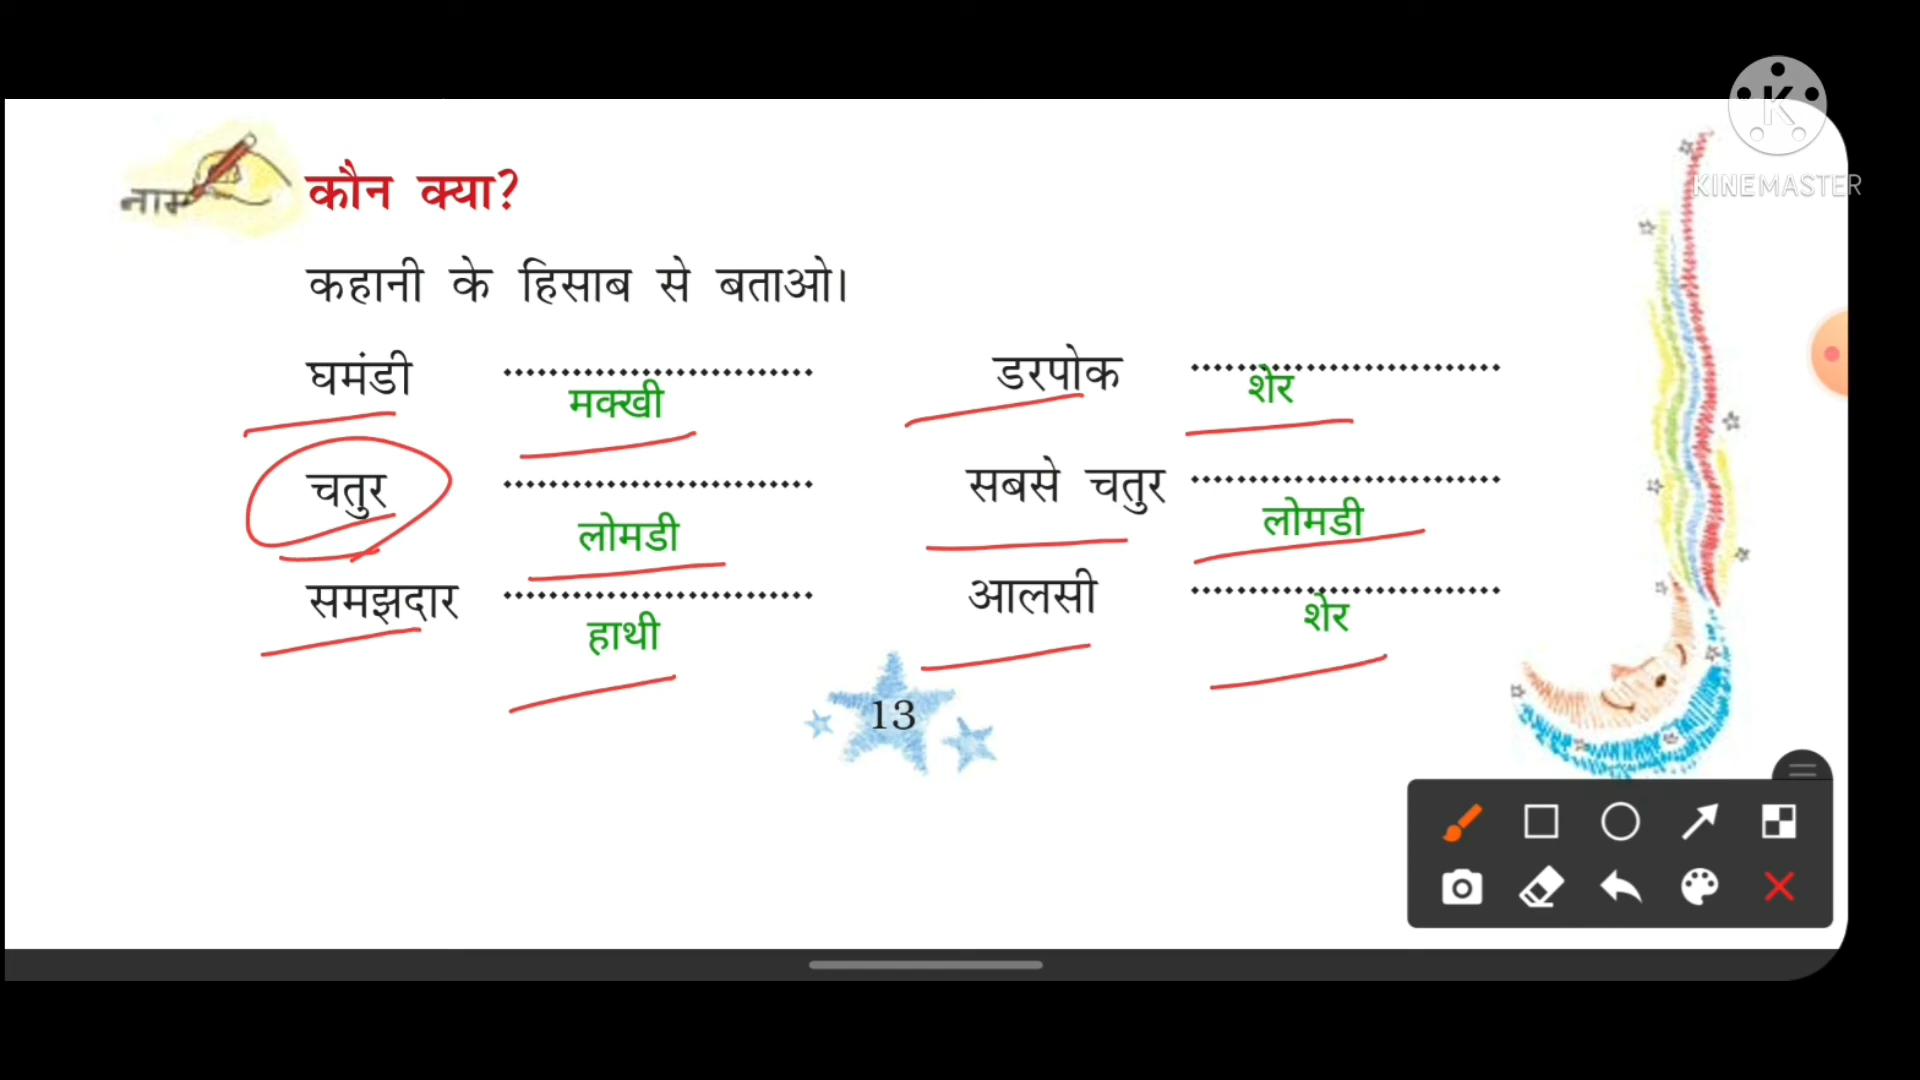 नाम
कौन क्या?
कहानी के हिसाब से बताओ।
घमंडी ........................... मक्खी
डरपोक ........................... शेर
चतुर ........................... लोमडी
सबसे चतुर ........................... लोमडी
समझदार ........................... हाथी
आलसी ........................... शेर
13
K
KINEMASTER